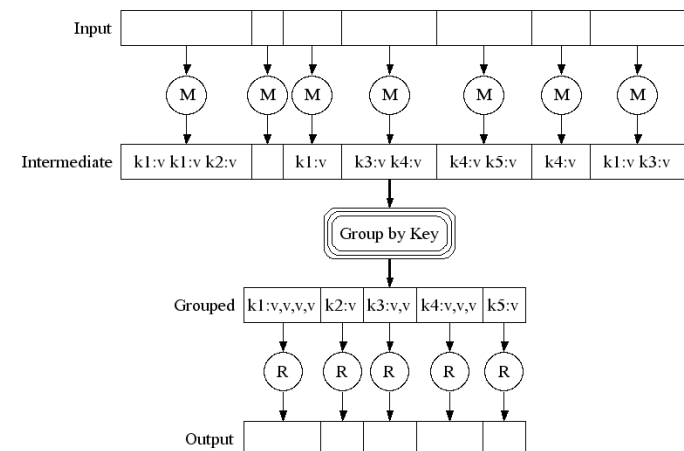 Input
M M M M M M M
Intermediate k1:v k1:v k2:v k1:v k3:v k4:v k4:v k5:v k4:v k1:v k3:v
Group by Key
Grouped k1:v,v,v,v k2:v k3:v,v k4:v,v,v k5:v
R R R R R
Output